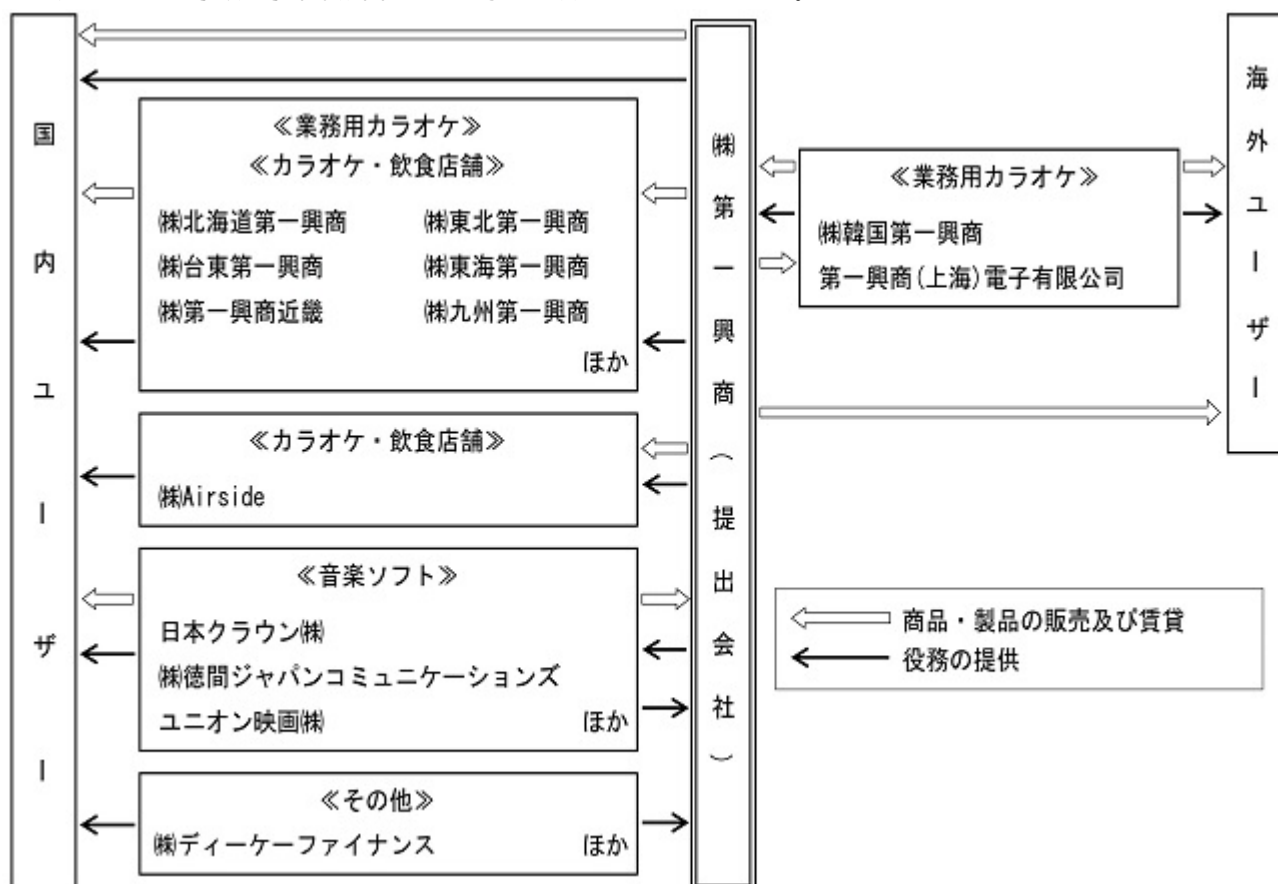 国内ユーザー
≪業務用カラオケ≫
≪カラオケ・飲食店舗≫
㈱北海道第一興商 ㈱東北第一興商
㈱台東第一興商 ㈱東海第一興商
㈱第一興商近畿 ㈱九州第一興商
ほか
≪カラオケ・飲食店舗≫
㈱Airside
≪音楽ソフト≫
日本クラウン㈱
㈱徳間ジャパンコミュニケーションズ
ユニオン映画㈱ ほか
≪その他≫
㈱ディーケーファイナンス ほか
㈱第一興商（提出会社）
≪業務用カラオケ≫
㈱韓国第一興商
第一興商(上海)電子有限公司
海外ユーザー
商品・製品の販売及び賃貸
役務の提供